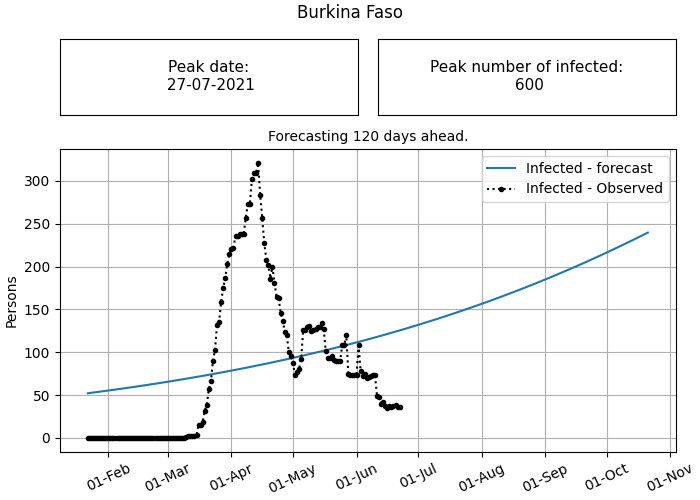 Burkina Faso
Peak date:
27-07-2021
Peak number of infected:
600
Forecasting 120 days ahead.
Infected - forecast
Infected - Observed
Persons
300
250
200
150
100
50
0
01-Feb
01-Mar
01-Apr
01-May
01-Jun
01-Jul
01-Aug
01-Sep
01-Oct
01-Nov